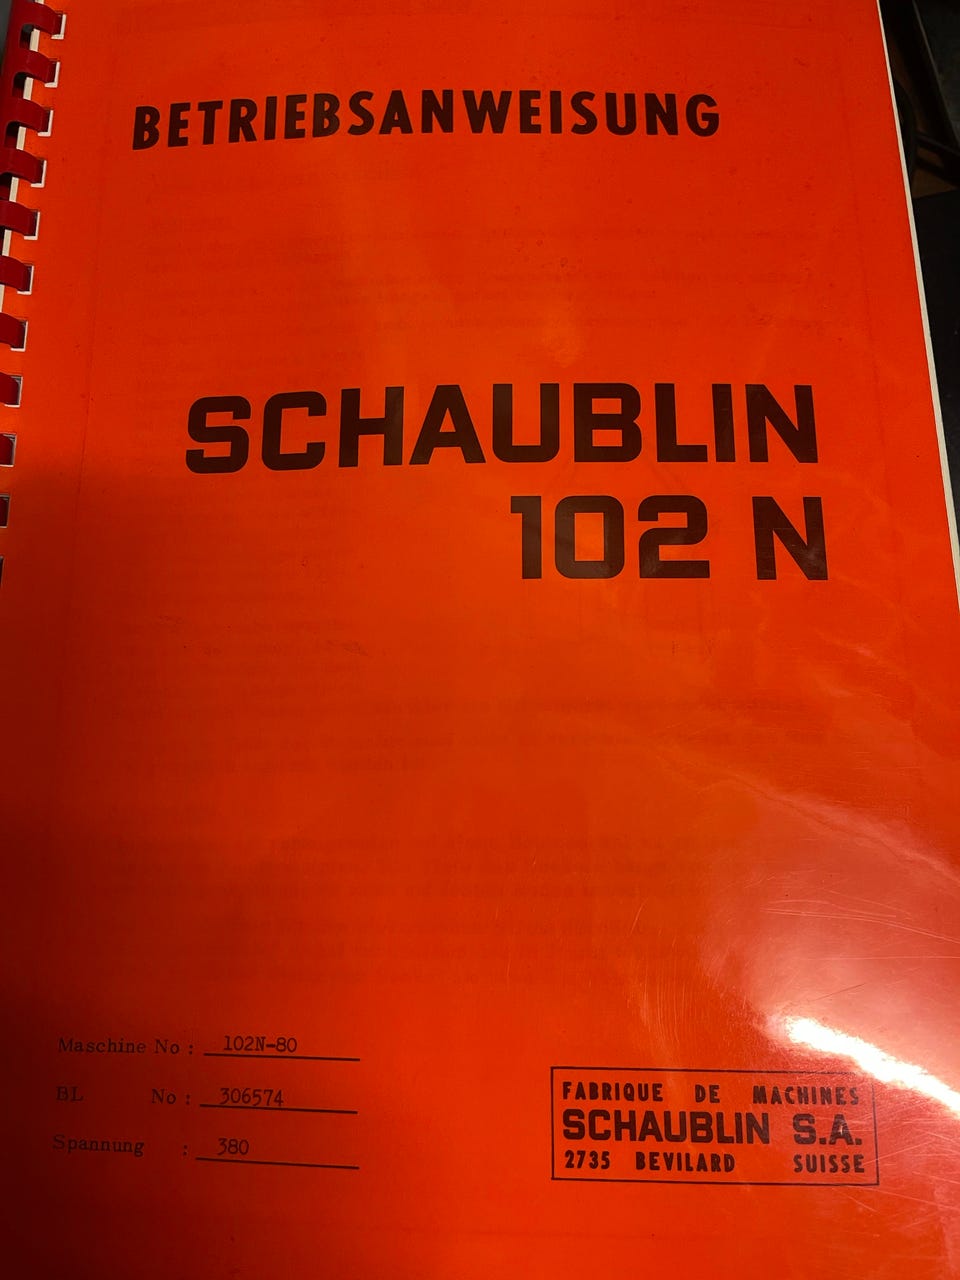 BETRIEBSANWEISUNG
SCHAUBLIN
102 N
Maschine No : 102N-80
BL No : 306574
Spannung : 380
FABRIQUE DE MACHINES
SCHAUBLIN S.A.
2735 BEVILARD SUISSE